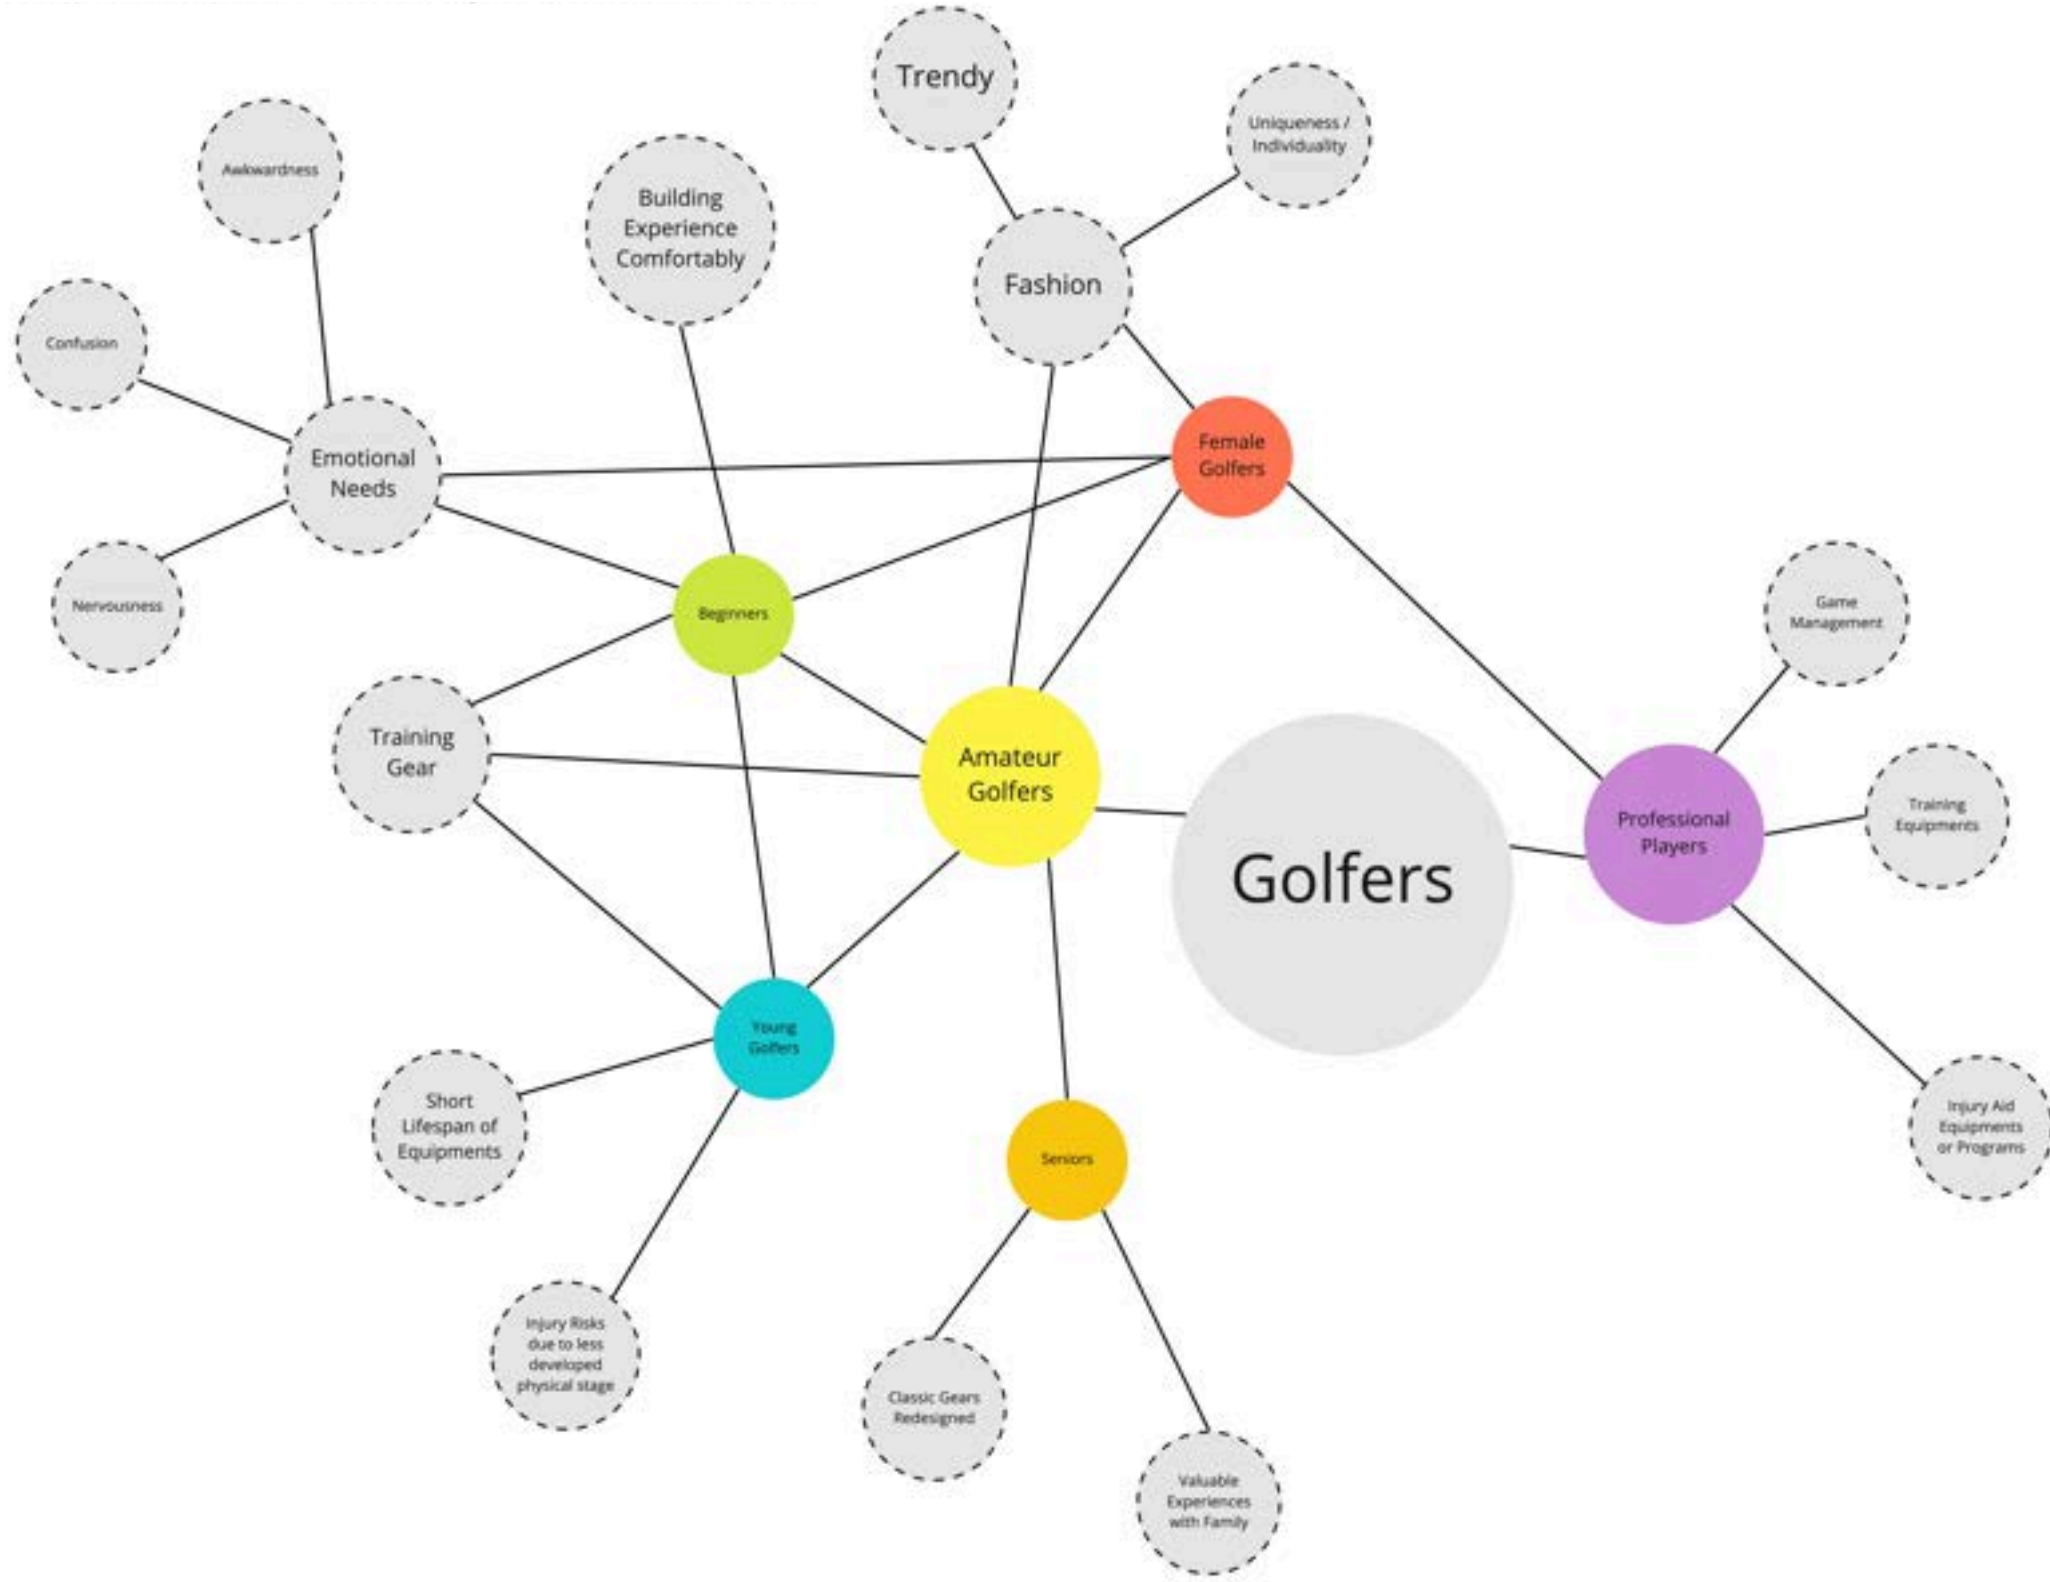 Trendy
Uniqueness /
Individuality
Awkwardness
Building
Experience
Comfortably
Fashion
Confusion
Emotional
Needs
Female
Golfers
Nervousness
Beginners
Game
Management
Training
Gear
Amateur
Golfers
Golfers
Professional
Players
Training
Equipments
Young
Golfers
Short
Lifespan of
Equipments
Seniors
Injury Aid
Equipments
or Programs
Injury Risks
due to less
developed
physical stage
Classic Gears
Redesigned
Valuable
Experiences
with Family